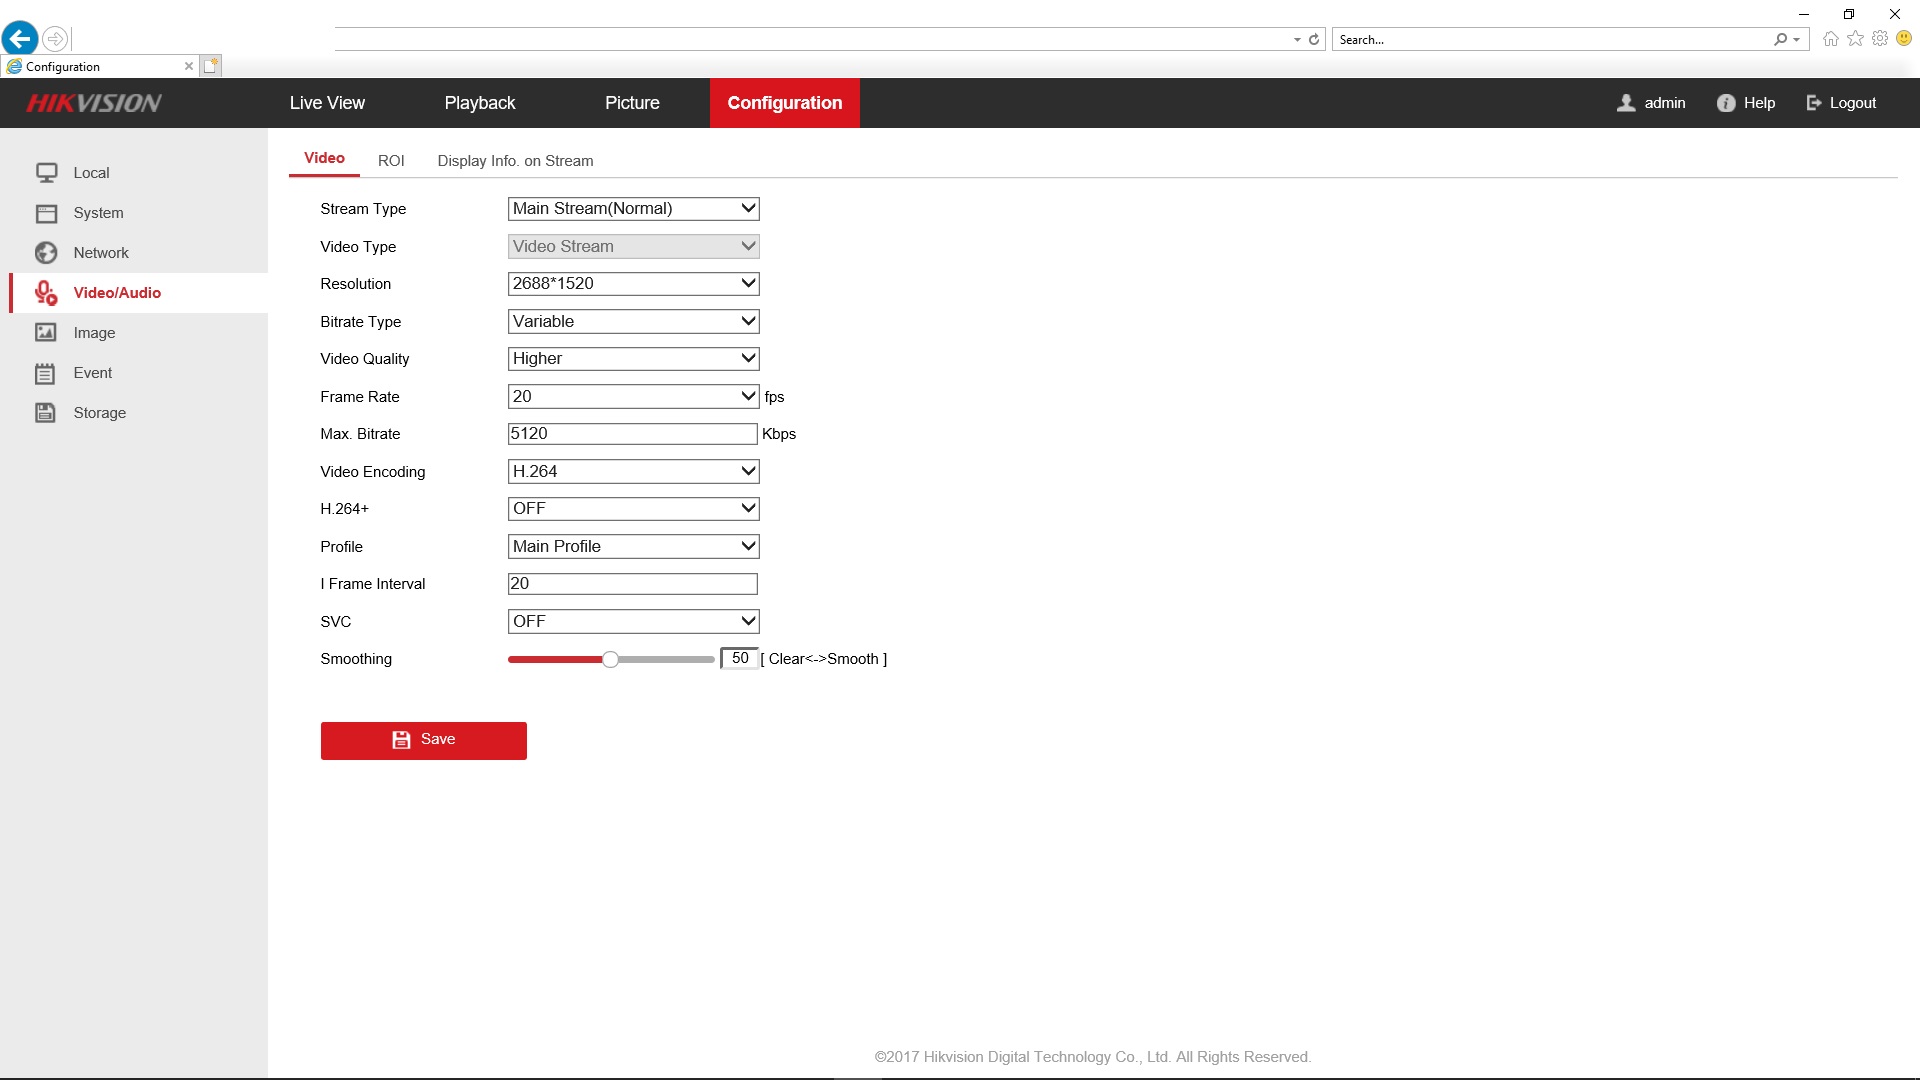 Search...
Configuration
HIKVISION Live View Playback Picture Configuration admin Help Logout
Local
System
Network
Video/Audio
Image
Event
Storage
Video ROI Display Info. on Stream
Stream Type Main Stream(Normal)
Video Type Video Stream
Resolution 2688*1520
Bitrate Type Variable
Video Quality Higher
Frame Rate 20 fps
Max. Bitrate 5120 Kbps
Video Encoding H.264
H.264+ OFF
Profile Main Profile
I Frame Interval 20
SVC OFF
Smoothing 50 [ Clear<->Smooth ]
Save
©2017 Hikvision Digital Technology Co., Ltd. All Rights Reserved.